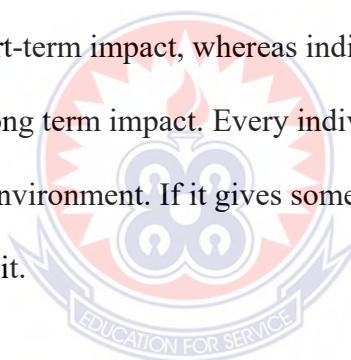 rt-term impact, whereas indi
ong term impact. Every indiv
nvironment. If it gives some
it.
EDUCATION FOR SERVICE